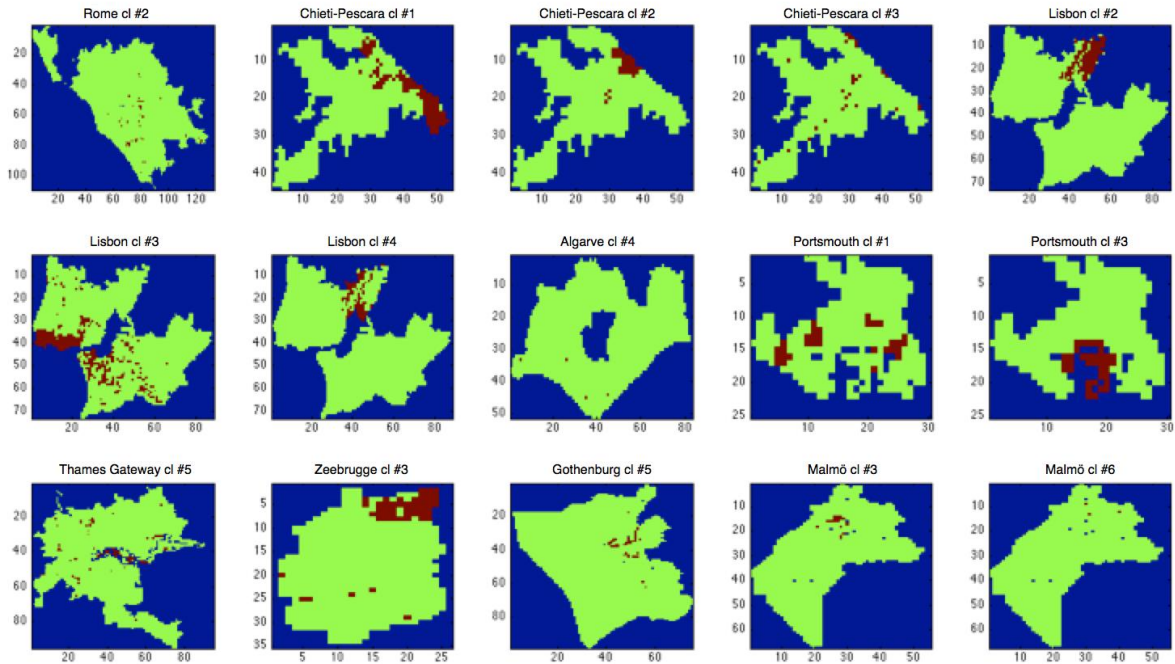 Rome cl #2
Chieti-Pescara cl #1
Chieti-Pescara cl #2
Chieti-Pescara cl #3
Lisbon cl #2
20
40
60
80
100
20 40 60 80 100 120
10
20
30
40
10 20 30 40 50
10
20
30
40
10 20 30 40 50
10
20
30
40
10 20 30 40 50
10
20
30
40
50
60
70
20 40 60 80
Lisbon cl #3
Lisbon cl #4
Algarve cl #4
Portsmouth cl #1
Portsmouth cl #3
10
20
30
40
50
60
70
20 40 60 80
10
20
30
40
50
60
70
20 40 60 80
10
20
30
40
50
20 40 60 80
5
10
15
20
25
10 20 30
5
10
15
20
25
10 20 30
Thames Gateway cl #5
Zeebrugge cl #3
Gothenburg cl #5
Malmö cl #3
Malmö cl #6
20
40
60
80
20 40 60 80
5
10
15
20
25
30
35
5 10 15 20 25
20
40
60
80
20 40 60
10
20
30
40
50
60
10 20 30 40 50
10
20
30
40
50
60
10 20 30 40 50